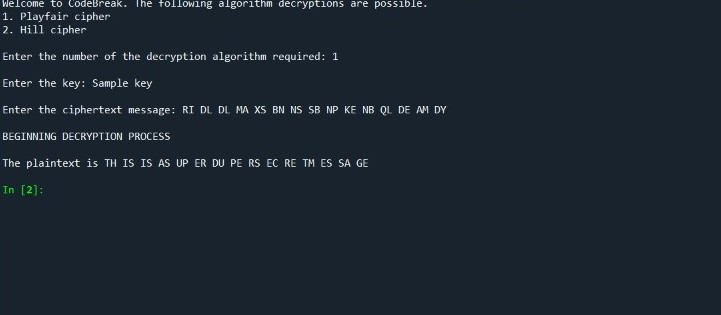 Welcome to CodeBreak. The following algorithm decryptions are possible.
1. Playfair cipher
2. Hill cipher
Enter the number of the decryption algorithm required: 1
Enter the key: Sample key
Enter the ciphertext message: RI DL DL MA XS BN NS SB NP KE NB QL DE AM DY
BEGINNING DECRYPTION PROCESS
The plaintext is TH IS IS AS UP ER DU PE RS EC RE TM ES SA GE
In [2]: